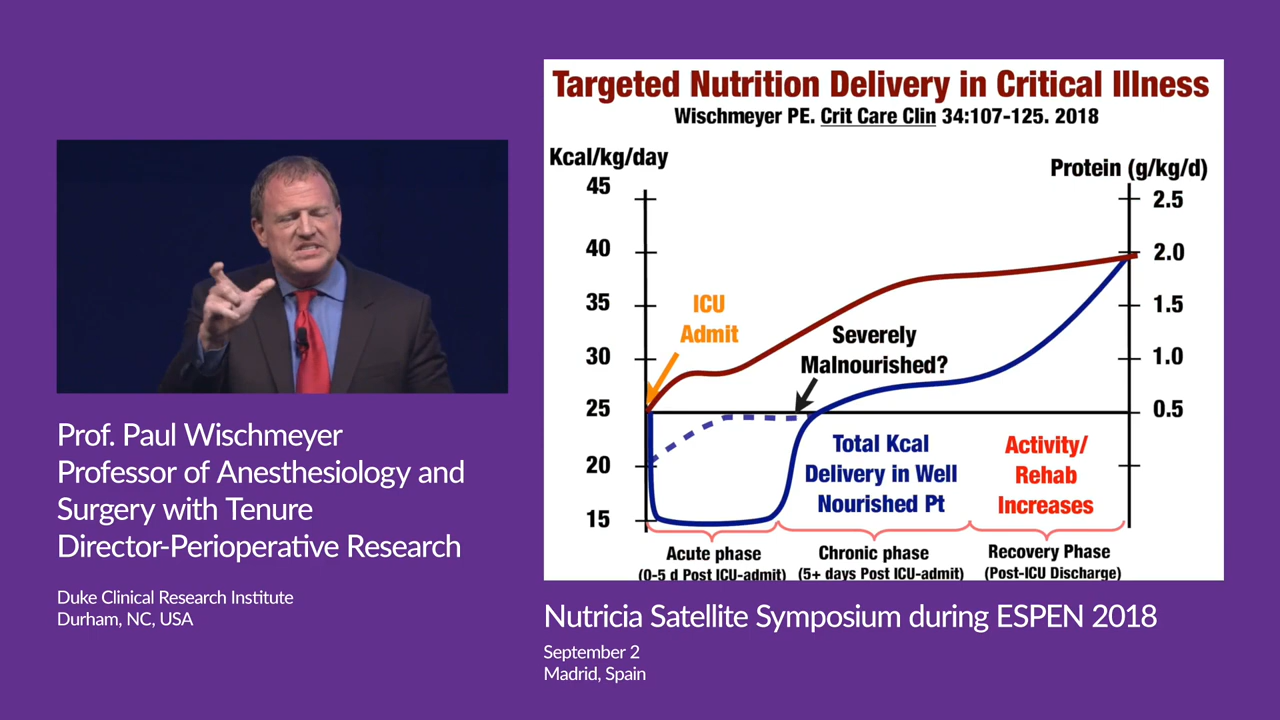 Targeted Nutrition Delivery in Critical Illness
Wischmeyer PE. Crit Care Clin 34:107-125. 2018
Kcal/kg/day
Protein (g/kg/d)
45
40
35
30
25
20
15
2.5
2.0
1.5
1.0
0.5
ICU
Admit
Severely
Malnourished?
Total Kcal
Delivery in Well
Nourished Pt
Activity/
Rehab
Increases
Acute phase
(0-5 d Post ICU-admit)
Chronic phase
(5+ days Post ICU-admit)
Recovery Phase
(Post-ICU Discharge)
Prof. Paul Wischmeyer
Professor of Anesthesiology and
Surgery with Tenure
Director-Perioperative Research
Duke Clinical Research Institute
Durham, NC, USA
Nutricia Satellite Symposium during ESPEN 2018
September 2
Madrid, Spain